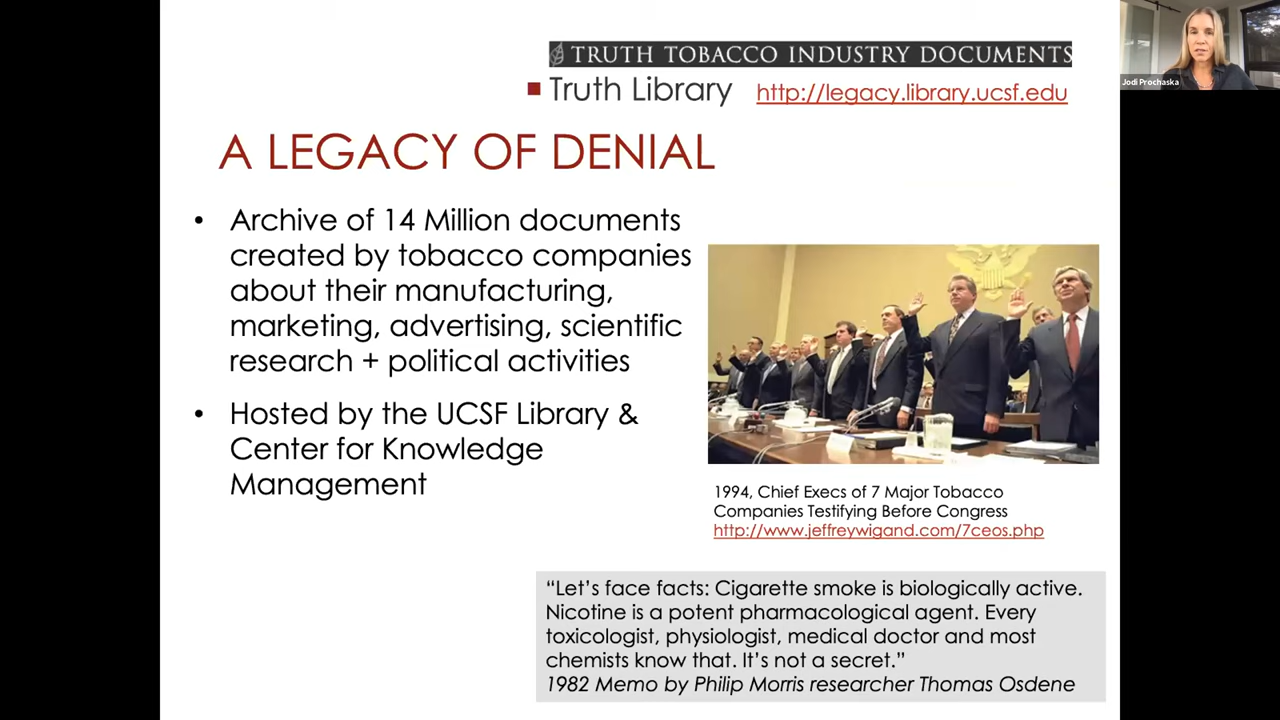 TRUTH TOBACCO INDUSTRY DOCUMENTS
Truth Library http://legacy.library.ucsf.edu
Jodi Prochaska
A LEGACY OF DENIAL
• Archive of 14 Million documents
created by tobacco companies
about their manufacturing,
marketing, advertising, scientific
research + political activities
• Hosted by the UCSF Library &
Center for Knowledge
Management
1994, Chief Execs of 7 Major Tobacco
Companies Testifying Before Congress
http://www.jeffreywigand.com/7ceos.php
“Let’s face facts: Cigarette smoke is biologically active.
Nicotine is a potent pharmacological agent. Every
toxicologist, physiologist, medical doctor and most
chemists know that. It’s not a secret.”
1982 Memo by Philip Morris researcher Thomas Osdene